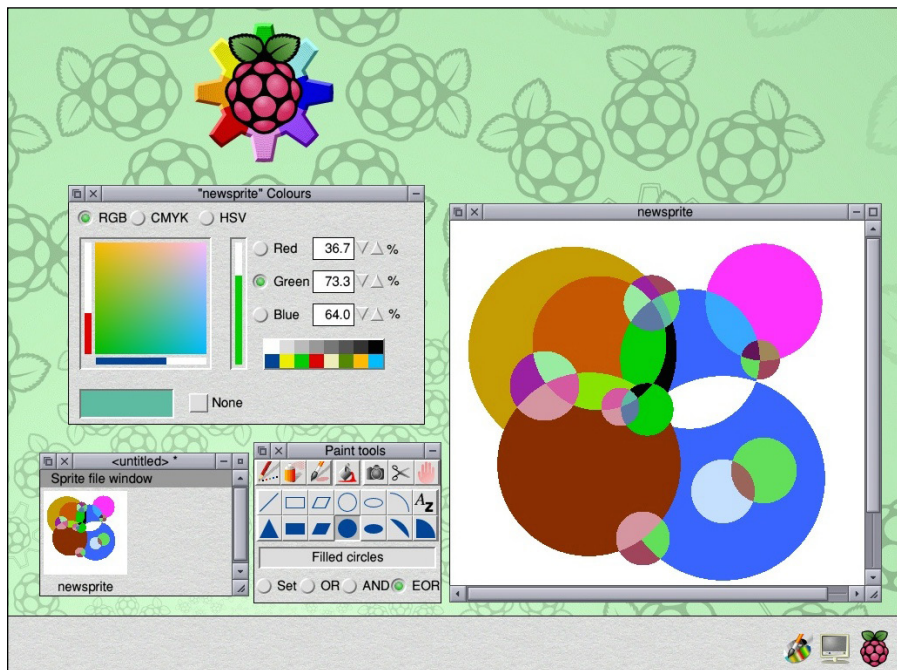 "newsprite" Colours
RGB CMYK HSV
Red 36.7 %
Green 73.3 %
Blue 64.0 %
None
newsprite
<untitled> *
Sprite file window
newsprite
Paint tools
Az
Filled circles
Set OR AND EOR